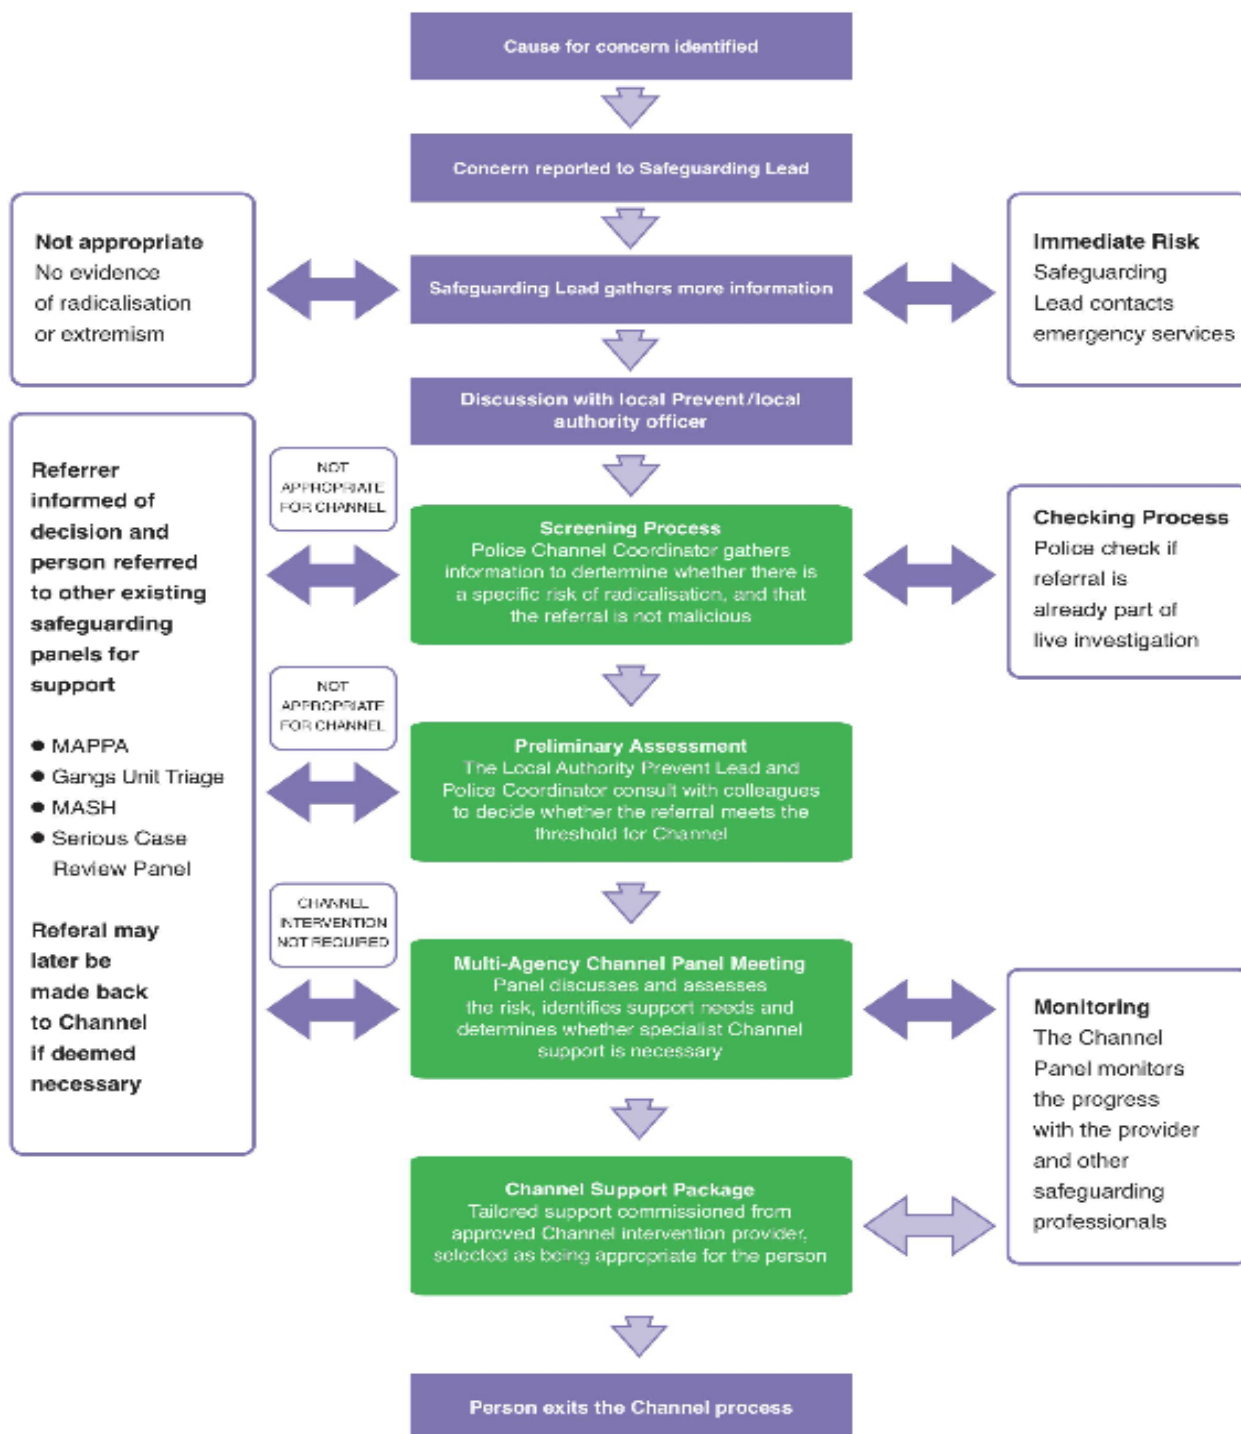 Cause for concern identified
Concern reported to Safeguarding Lead
Not appropriate
No evidence
of radicalisation
or extremism
Safeguarding Lead gathers more information
Immediate Risk
Safeguarding
Lead contacts
emergency services
Discussion with local Prevent/local
authority officer
Referrer
informed of
decision and
person referred
to other existing
safeguarding
panels for
support
● MAPPA
● Gangs Unit Triage
● MASH
● Serious Case
Review Panel
Referal may
later be
made back
to Channel
if deemed
necessary
NOT
APPROPRIATE
FOR CHANNEL
Screening Process
Police Channel Coordinator gathers
information to dertermine whether there is
a specific risk of radicalisation, and that
the referral is not malicious
Checking Process
Police check if
referral is
already part of
live investigation
NOT
APPROPRIATE
FOR CHANNEL
Preliminary Assessment
The Local Authority Prevent Lead and
Police Coordinator consult with colleagues
to decide whether the referral meets the
threshold for Channel
CHANNEL
INTERVENTION
NOT REQUIRED
Multi-Agency Channel Panel Meeting
Panel discusses and assesses
the risk, identifies support needs and
determines whether specialist Channel
support is necessary
Monitoring
The Channel
Panel monitors
the progress
with the provider
and other
safeguarding
professionals
Channel Support Package
Tailored support commissioned from
approved Channel intervention provider,
selected as being appropriate for the person
Person exits the Channel process